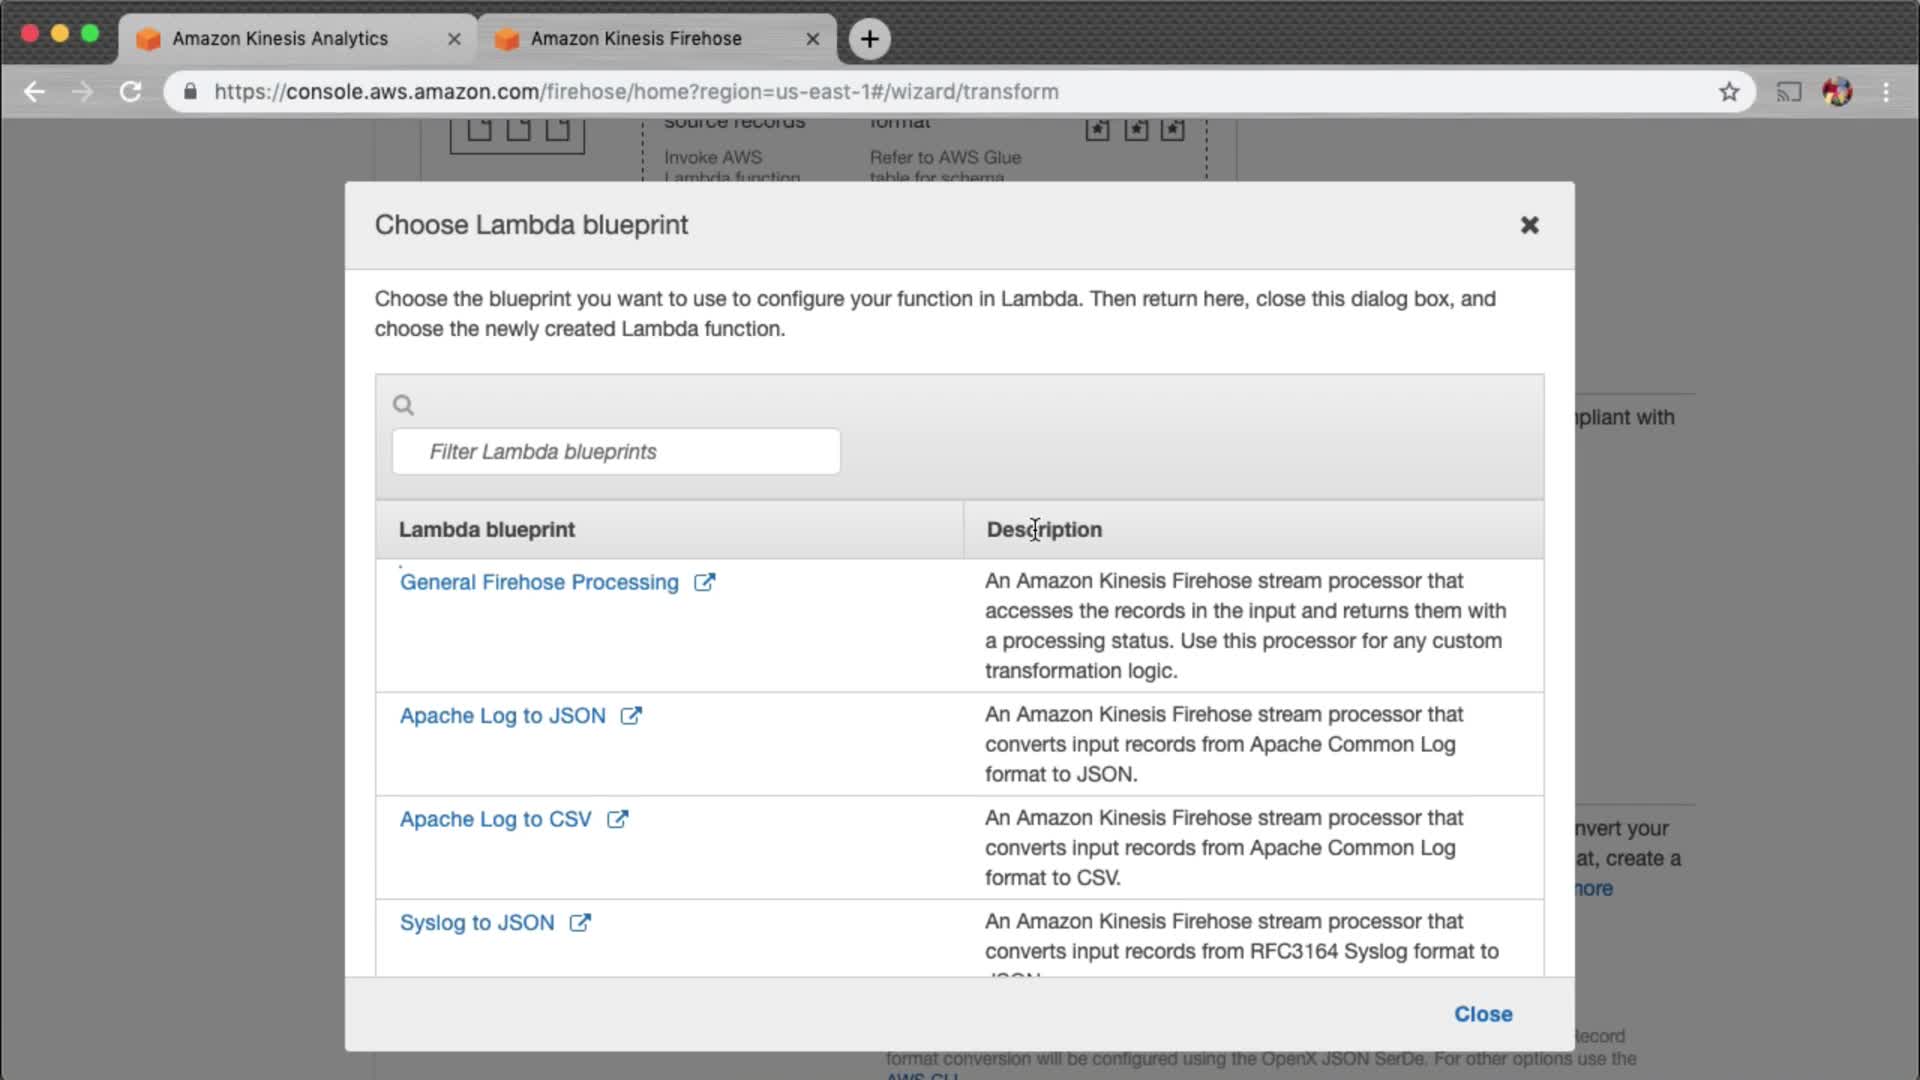 Amazon Kinesis Analytics
Amazon Kinesis Firehose
https://console.aws.amazon.com/firehose/home?region=us-east-1#/wizard/transform
source records
format
Invoke AWS
Lambda function
Refer to AWS Glue
table for schema
Choose Lambda blueprint
Choose the blueprint you want to use to configure your function in Lambda. Then return here, close this dialog box, and
choose the newly created Lambda function.
Filter Lambda blueprints
Lambda blueprint
Description
General Firehose Processing
An Amazon Kinesis Firehose stream processor that
accesses the records in the input and returns them with
a processing status. Use this processor for any custom
transformation logic.
Apache Log to JSON
An Amazon Kinesis Firehose stream processor that
converts input records from Apache Common Log
format to JSON.
Apache Log to CSV
An Amazon Kinesis Firehose stream processor that
converts input records from Apache Common Log
format to CSV.
Syslog to JSON
An Amazon Kinesis Firehose stream processor that
converts input records from RFC3164 Syslog format to
JSON
Close
pliant with
nvert your
at, create a
more
Record
format conversion will be configured using the OpenX JSON SerDe. For other options use the
AWS CLI